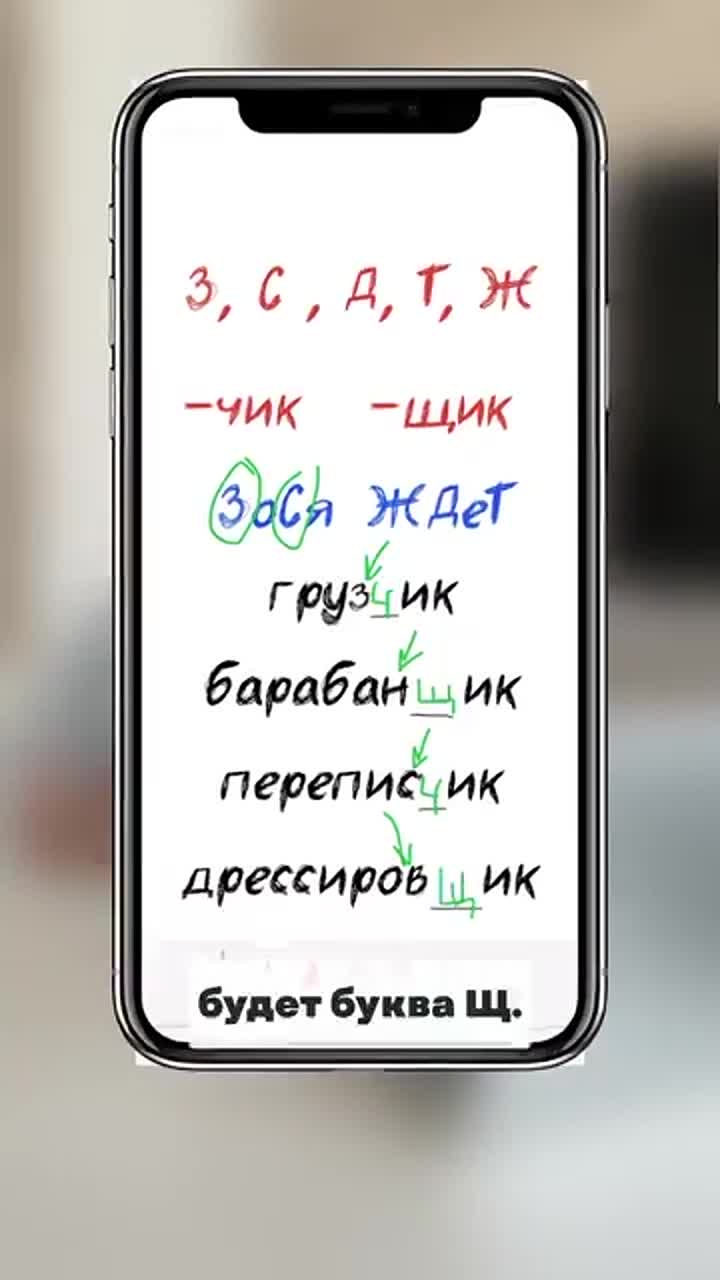 З, С, Д, Т, Ж
-чик -щик
ЗоСя ЖДеТ
грузчик
барабанщик
переписчик
дрессировщик
будет буква Щ.